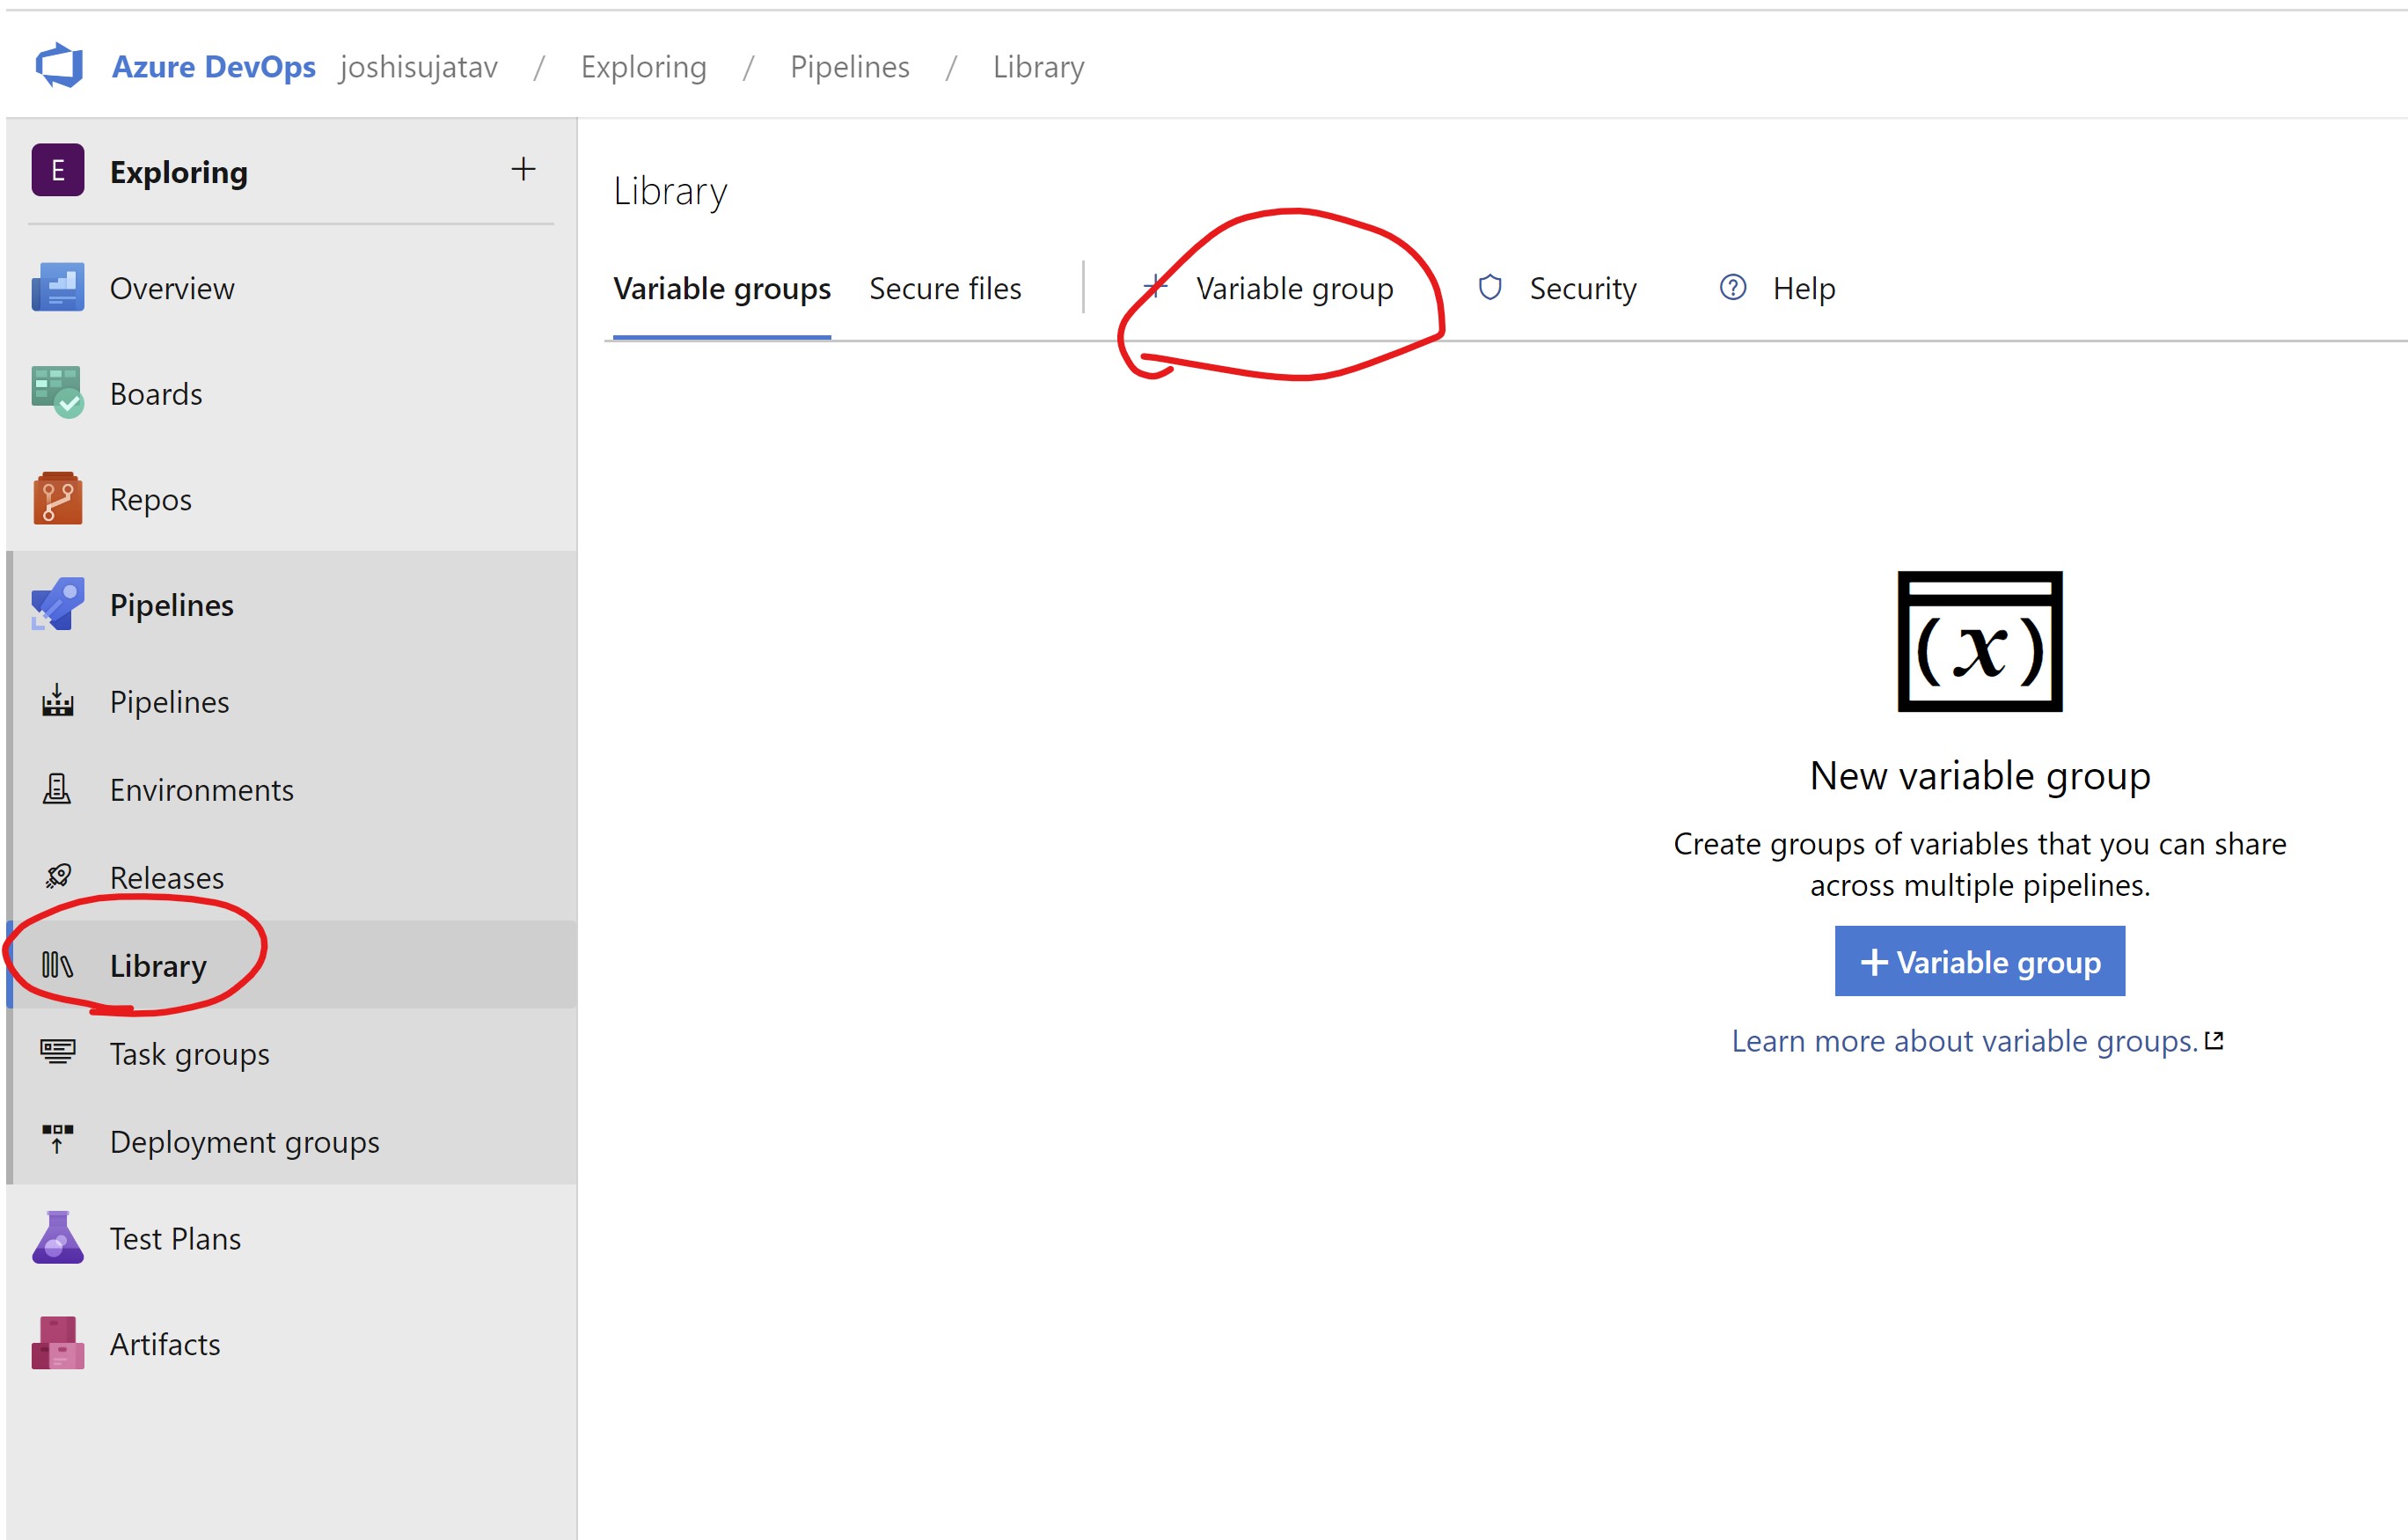 Azure DevOps joshisujatav / Exploring / Pipelines / Library
E Exploring +
Overview
Boards
Repos
Pipelines
Pipelines
Environments
Releases
Library
Task groups
Deployment groups
Test Plans
Artifacts
Library
Variable groups Secure files + Variable group Security ? Help
(x)
New variable group
Create groups of variables that you can share
across multiple pipelines.
+ Variable group
Learn more about variable groups.